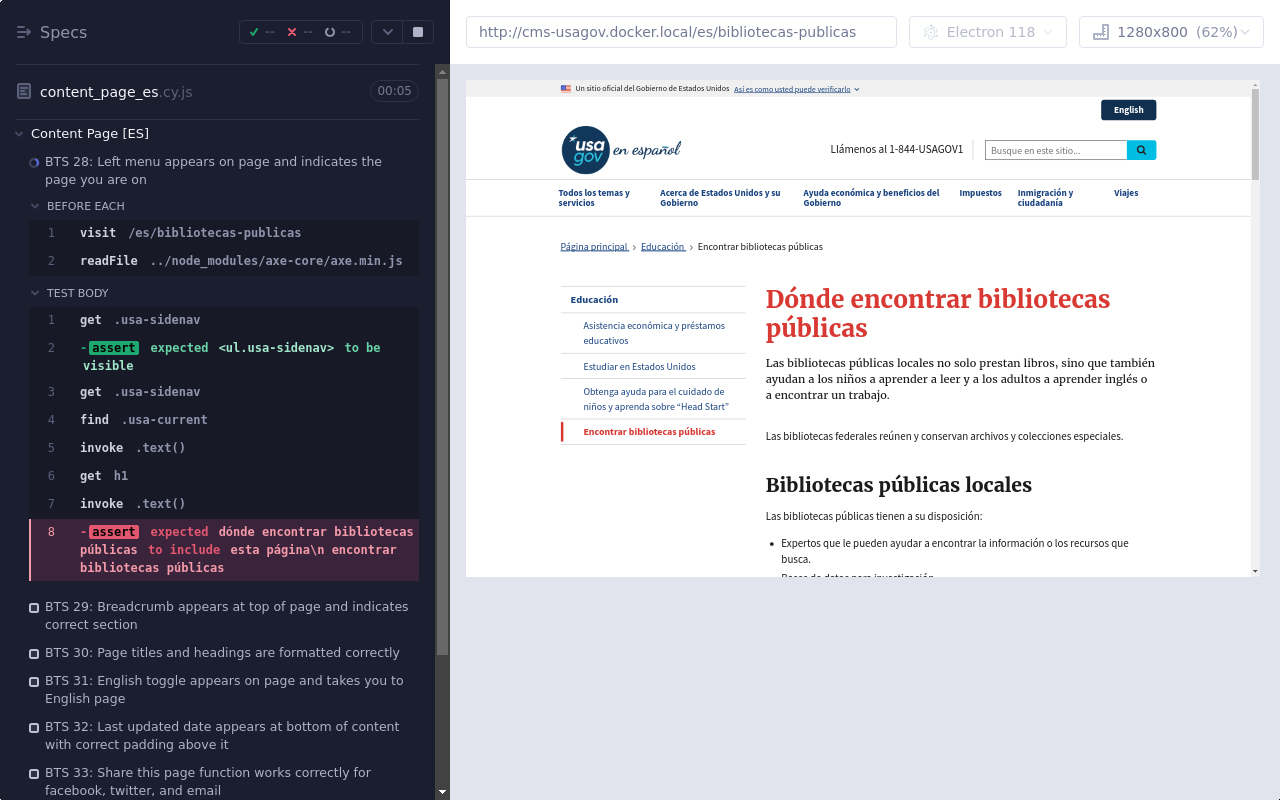 Specs
-- -- --
content_page_es.cy.js
00:05
Content Page [ES]
BTS 28: Left menu appears on page and indicates the
page you are on
BEFORE EACH
1 visit /es/bibliotecas-publicas
2 readFile ../node_modules/axe-core/axe.min.js
TEST BODY
1 get .usa-sidenav
2 -assert expected <ul.usa-sidenav> to be
visible
3 get .usa-sidenav
4 find .usa-current
5 invoke .text()
6 get h1
7 invoke .text()
8 -assert expected dónde encontrar bibliotecas
públicas to include esta página\n encontrar
bibliotecas públicas
BTS 29: Breadcrumb appears at top of page and indicates
correct section
BTS 30: Page titles and headings are formatted correctly
BTS 31: English toggle appears on page and takes you to
English page
BTS 32: Last updated date appears at bottom of content
with correct padding above it
BTS 33: Share this page function works correctly for
facebook, twitter, and email
http://cms-usagov.docker.local/es/bibliotecas-publicas
Electron 118
1280x800 (62%)
Un sitio oficial del Gobierno de Estados Unidos Así es como usted puede verificarlo
English
usa
gov
en español
Llámenos al 1-844-USAGOV1
Busque en este sitio...
Todos los temas y
servicios
Acerca de Estados Unidos y su
Gobierno
Ayuda económica y beneficios del
Gobierno
Impuestos
Inmigración y
ciudadanía
Viajes
Página principal › Educación › Encontrar bibliotecas públicas
Educación
Asistencia económica y préstamos
educativos
Estudiar en Estados Unidos
Obtenga ayuda para el cuidado de
niños y aprenda sobre “Head Start”
Encontrar bibliotecas públicas
Dónde encontrar bibliotecas
públicas
Las bibliotecas públicas locales no solo prestan libros, sino que también
ayudan a los niños a aprender a leer y a los adultos a aprender inglés o
a encontrar un trabajo.
Las bibliotecas federales reúnen y conservan archivos y colecciones especiales.
Bibliotecas públicas locales
Las bibliotecas públicas tienen a su disposición:
Expertos que le pueden ayudar a encontrar la información o los recursos que
busca.